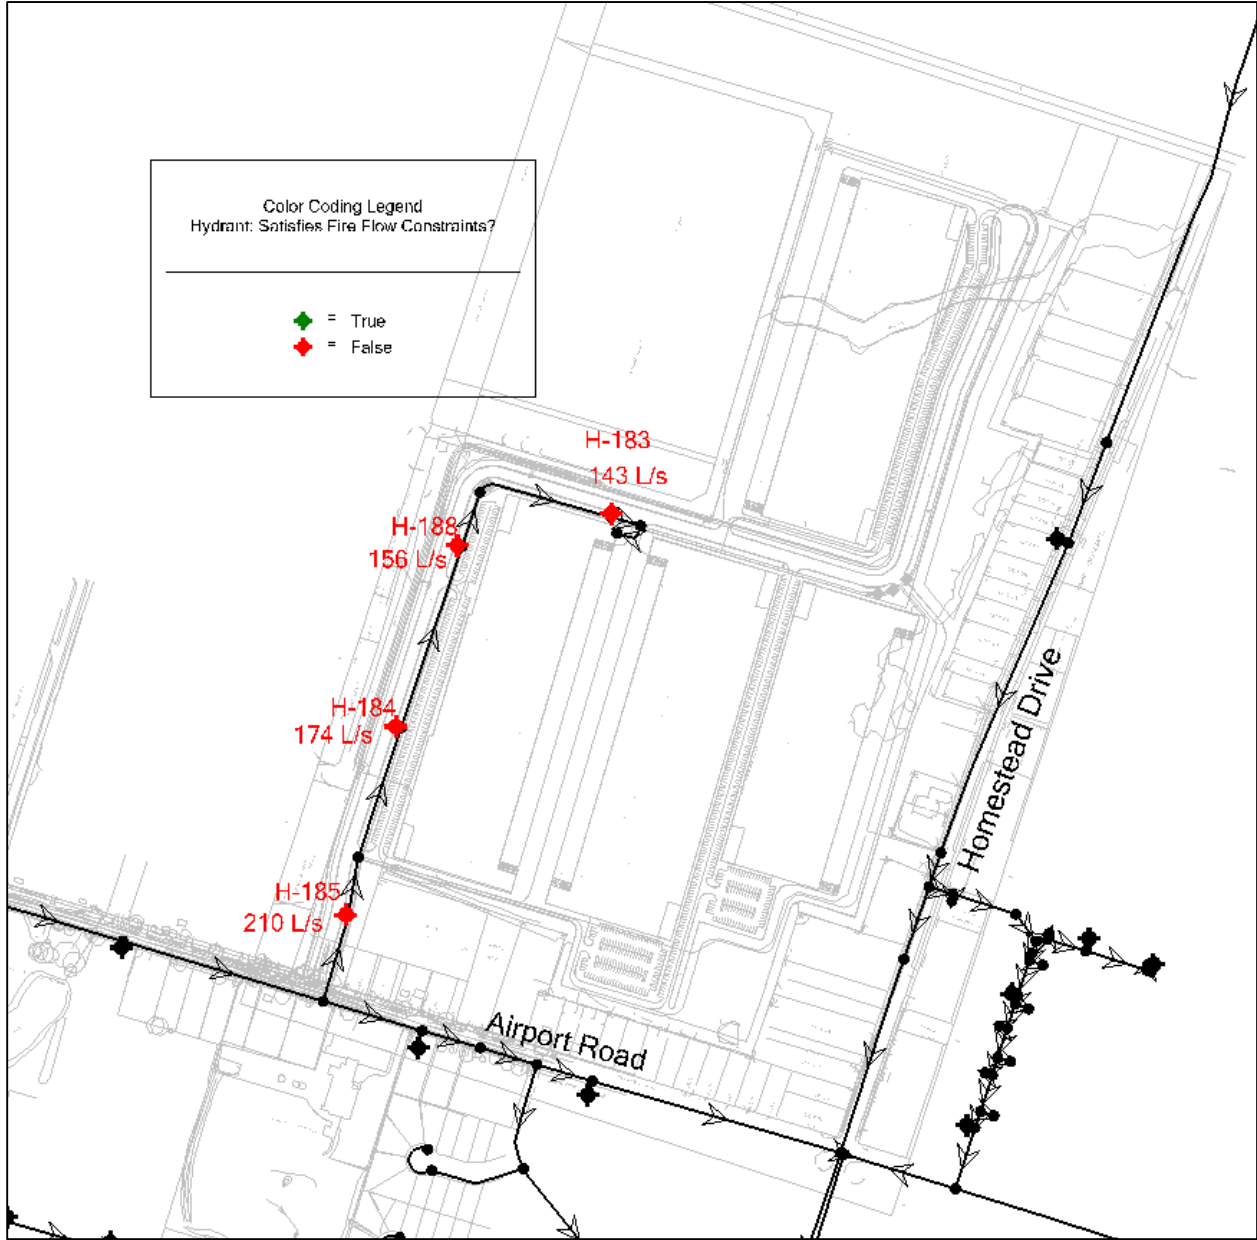 Color Coding Legend
Hydrant: Satisfies Fire Flow Constraints?
= True
= False
H-183
143 L/s
H-188
156 L/s
H-184
174 L/s
H-185
210 L/s
Homestead Drive
Airport Road